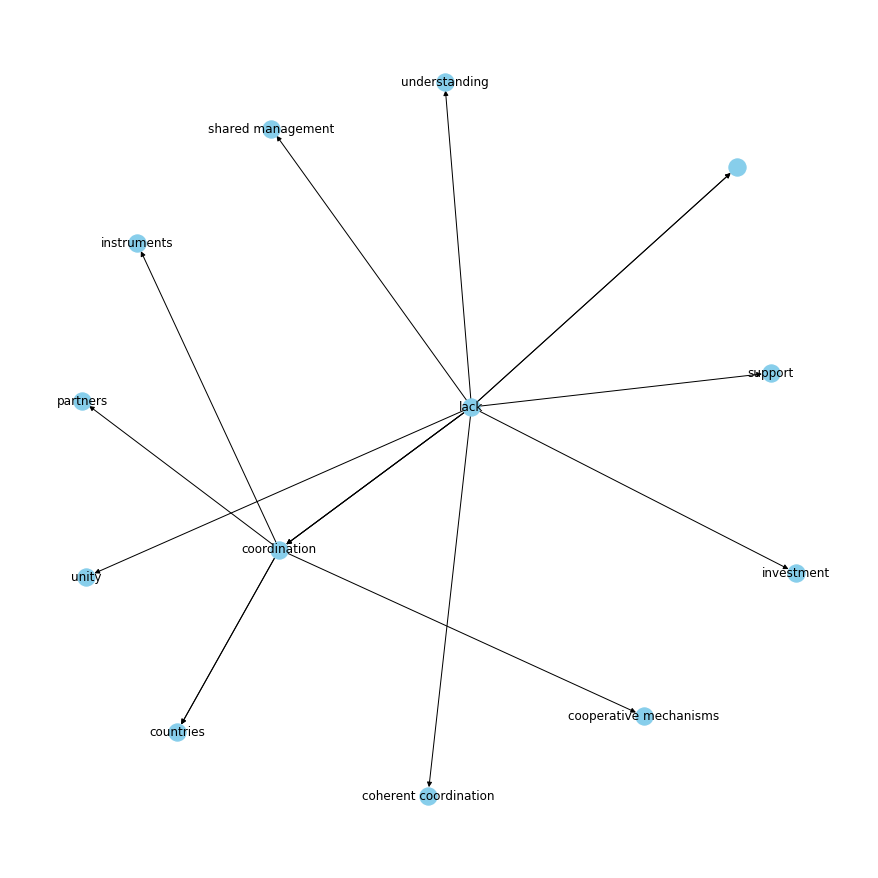 understanding
shared management
instruments
support
partners
lack
coordination
unity
investment
cooperative mechanisms
countries
coherent coordination